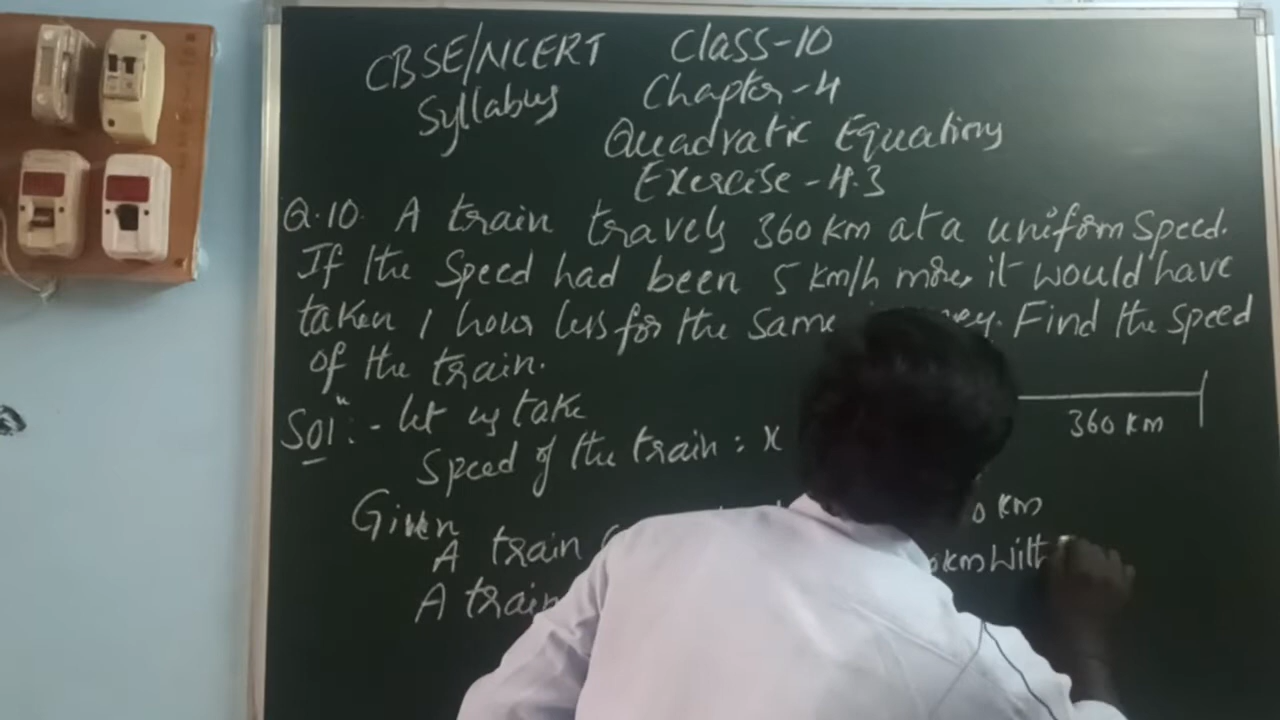 CBSE/NCERT Class-10
Syllabus Chapter-4
Quadratic Equations
Exercise-4.3
Q.10. A train travels 360 km at a uniform speed.
If the speed had been 5 km/h more, it would have
taken 1 hour less for the same Find the speed
of the train.
Sol:- let us take
Speed of the train = x
360 km
Given
km
A train km with
A train